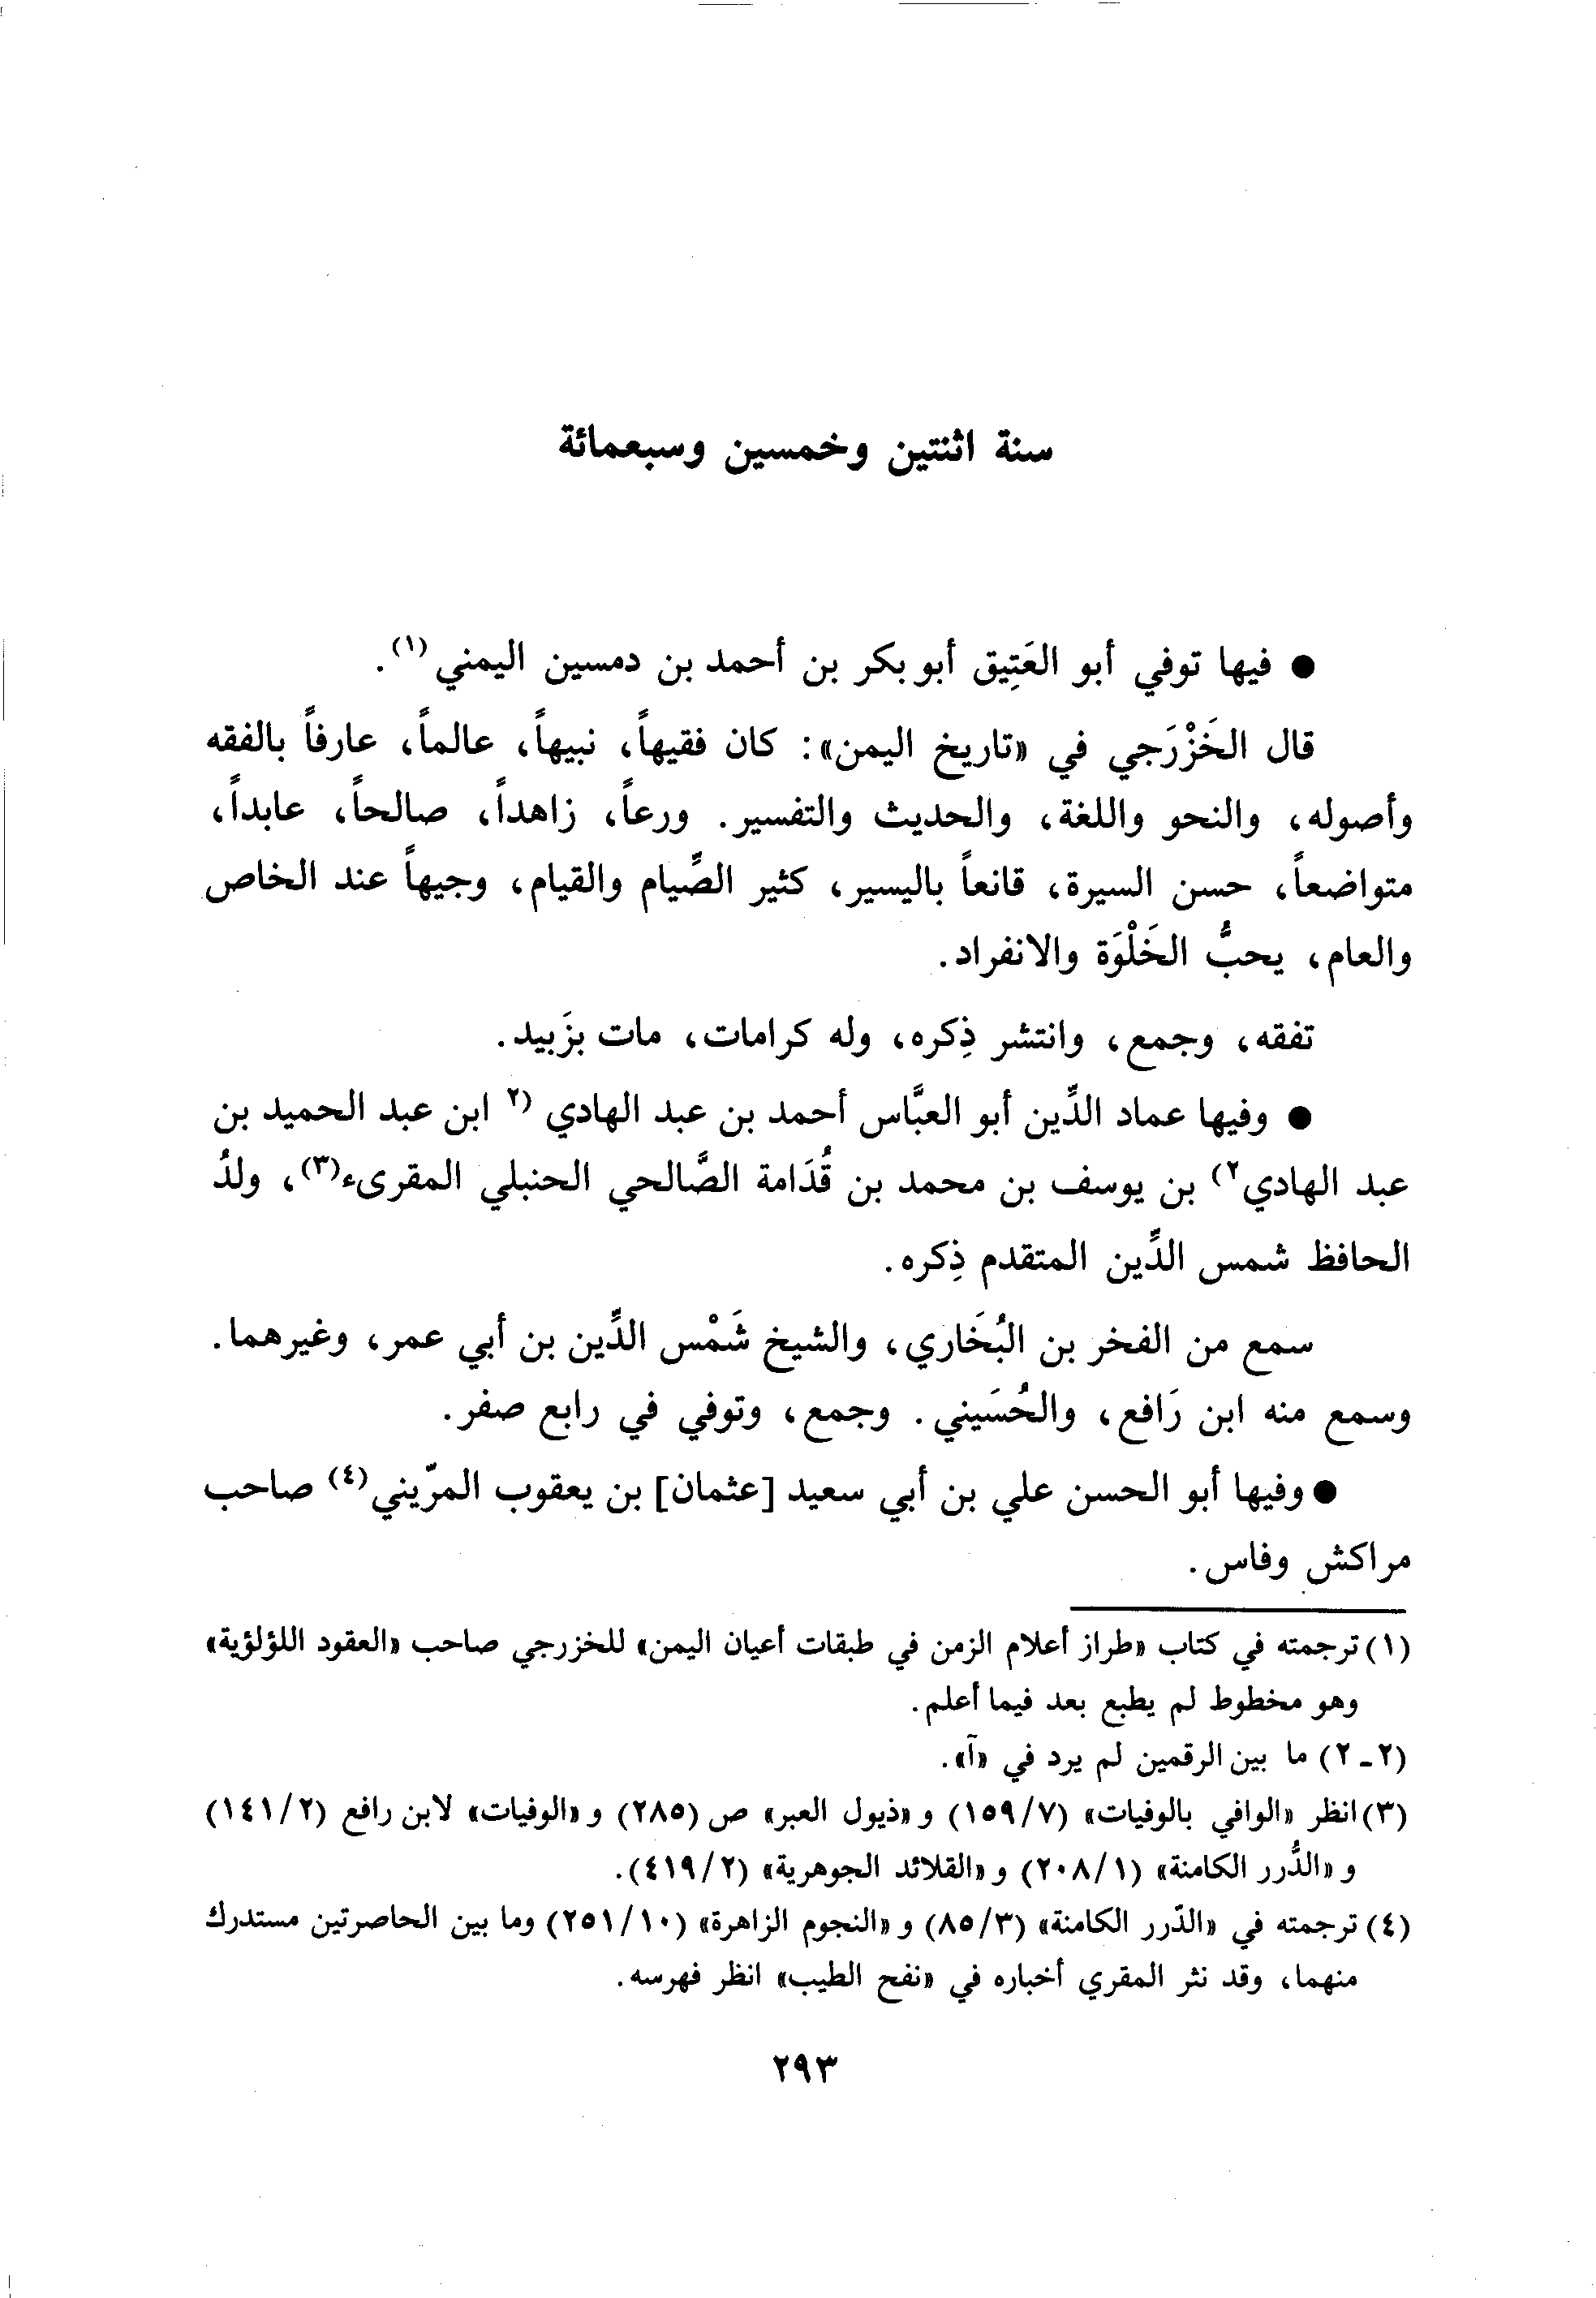 سنة اثنتين وخمسين وسبعمائة
● فيها توفي أبو العَتِيق أبو بكر بن أحمد بن دمسين اليمني (١).
قال الخَزْرَجي في «تاريخ اليمن»: كان فقيهاً، نبيهاً، عالماً، عارفاً بالفقه
وأصوله، والنحو واللغة، والحديث والتفسير. ورعاً، زاهداً، صالحاً، عابداً،
متواضعاً، حسن السيرة، قانعاً باليسير، كثير الصِّيام والقيام، وجيهاً عند الخاص
والعام، يحبُّ الخَلْوَة والانفراد.
تفقه، وجمع، وانتشر ذِكره، وله كرامات، مات بزَبيد.
● وفيها عماد الدِّين أبو العبَّاس أحمد بن عبد الهادي (٢ ابن عبد الحميد بن
عبد الهادي ٢) بن يوسف بن محمد بن قُدَامة الصَّالحي الحنبلي المقرىء(٣)، ولدُ
الحافظ شمس الدِّين المتقدم ذِكره.
سمع من الفخر بن البُخَاري، والشيخ شَمْس الدِّين بن أبي عمر، وغيرهما.
وسمع منه ابن رَافع، والحُسَيني. وجمع، وتوفي في رابع صفر.
● وفيها أبو الحسن علي بن أبي سعيد [عثمان] بن يعقوب المرّيني (٤) صاحب
مراكش وفاس.
(١) ترجمته في كتاب «طراز أعلام الزمن في طبقات أعيان اليمن» للخزرجي صاحب «العقود اللؤلؤية»
وهو مخطوط لم يطبع بعد فيما أعلم.
(٢ - ٢) ما بين الرقمين لم يرد في «آ».
(٣) انظر «الوافي بالوفيات» (١٥٩/٧) و «ذيول العبر» ص (٢٨٥) و «الوفيات» لابن رافع (١٤١/٢)
و «الدُّرر الكامنة» (٢٠٨/١) و «القلائد الجوهرية» (٤١٩/٢).
(٤) ترجمته في «الدّرر الكامنة» (٨٥/٣) و «النجوم الزاهرة» (٢٥١/١٠) وما بين الحاصرتين مستدرك
منهما، وقد نثر المقري أخباره في «نفح الطيب» انظر فهرسه.
٢٩٣